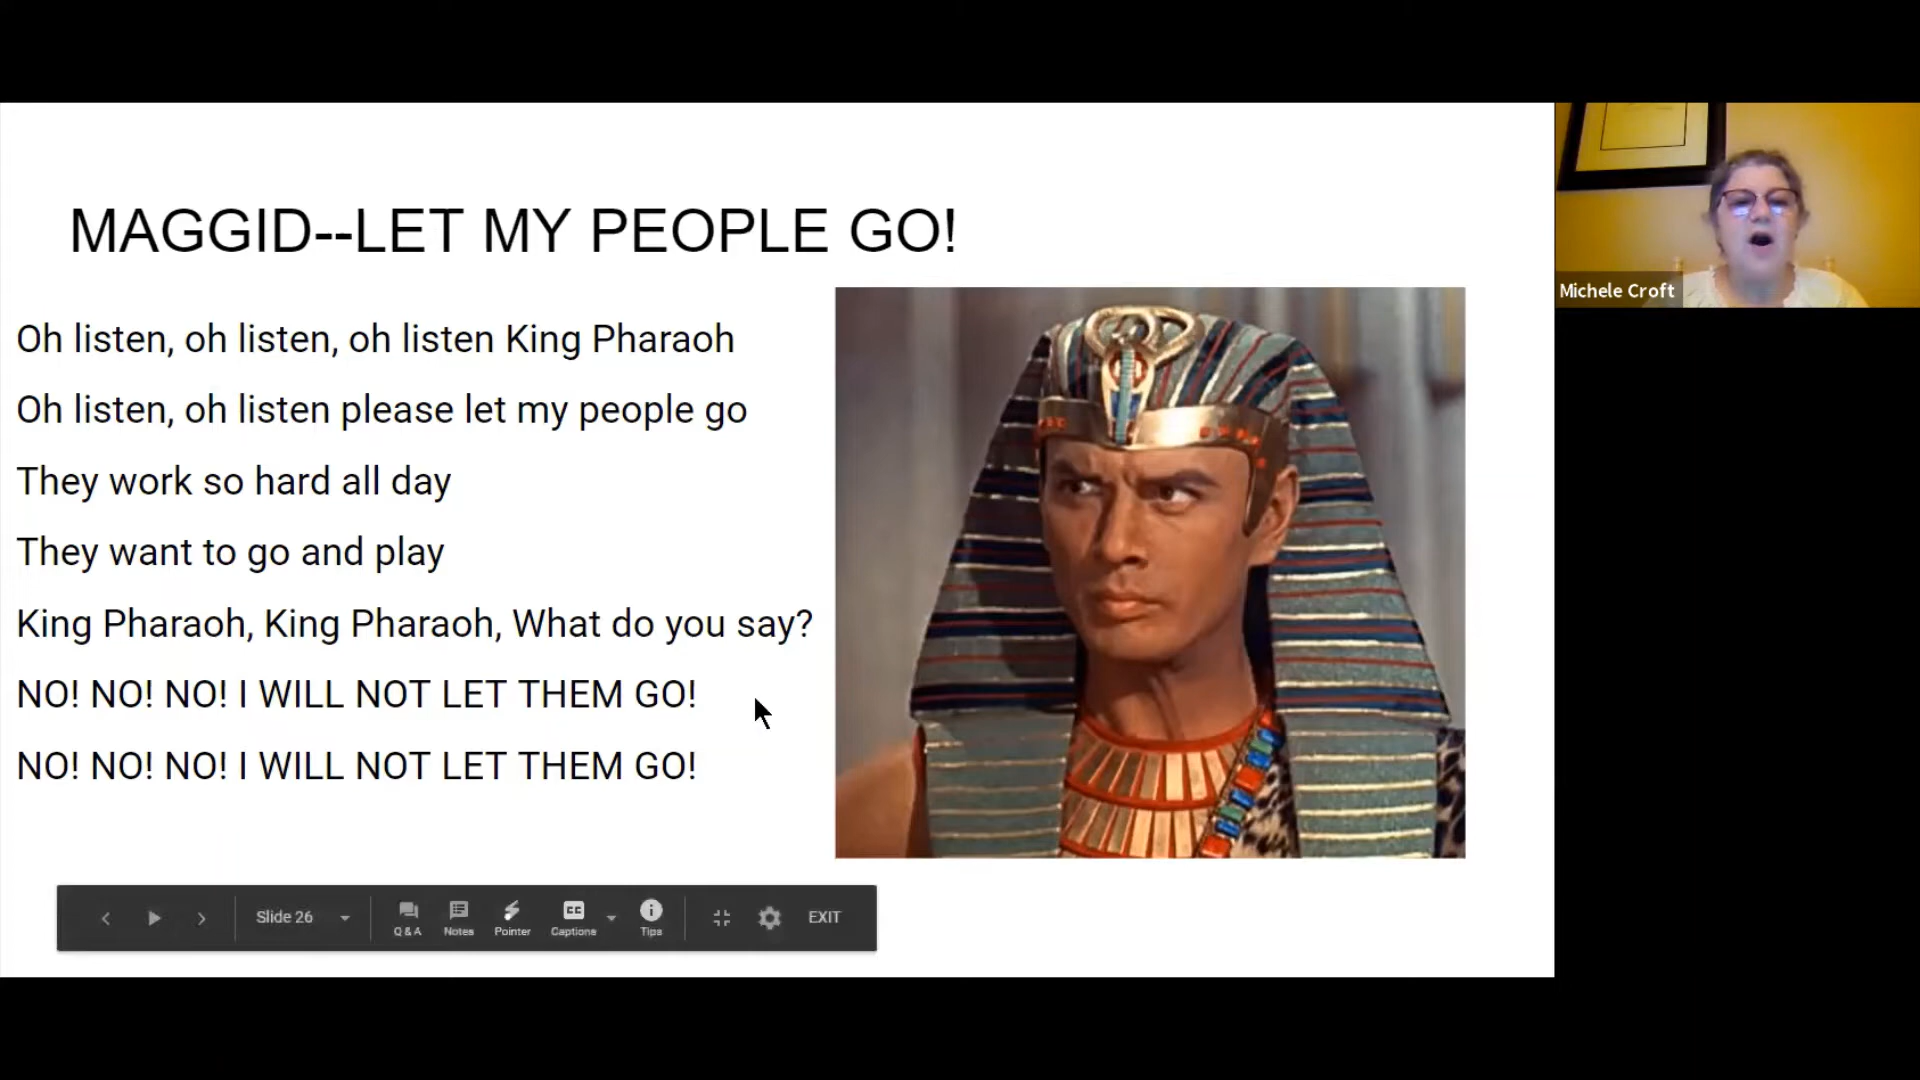 MAGGID--LET MY PEOPLE GO!
Oh listen, oh listen, oh listen King Pharaoh
Oh listen, oh listen please let my people go
They work so hard all day
They want to go and play
King Pharaoh, King Pharaoh, What do you say?
NO! NO! NO! I WILL NOT LET THEM GO!
NO! NO! NO! I WILL NOT LET THEM GO!
Michele Croft
Slide 26
Q & A
Notes
Pointer
CC
Captions
Tips
EXIT